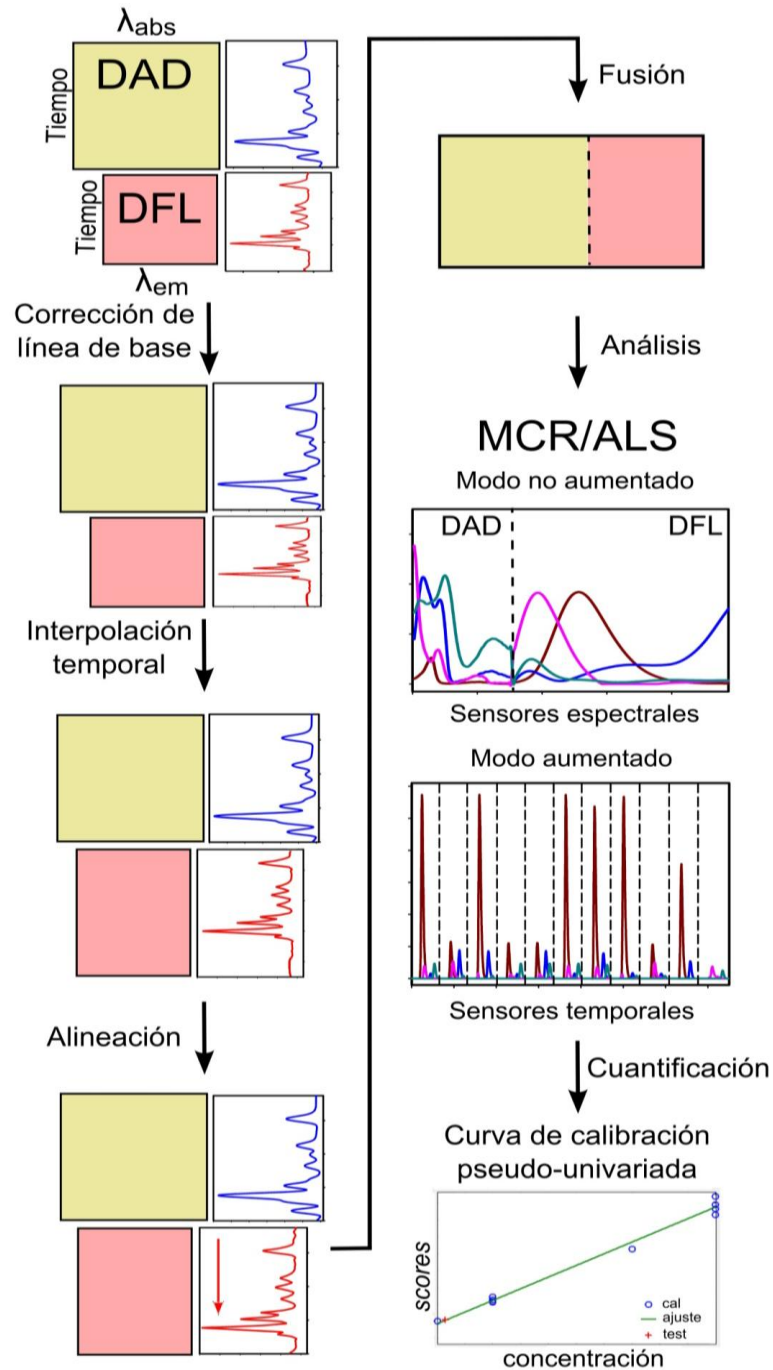 λabs
DAD
Tiempo
DFL
Tiempo
λem
Corrección de
línea de base
Interpolación
temporal
Alineación
Fusión
Análisis
MCR/ALS
Modo no aumentado
DAD
DFL
Sensores espectrales
Modo aumentado
Sensores temporales
Cuantificación
Curva de calibración
pseudo-univariada
scores
cal
ajuste
test
concentración